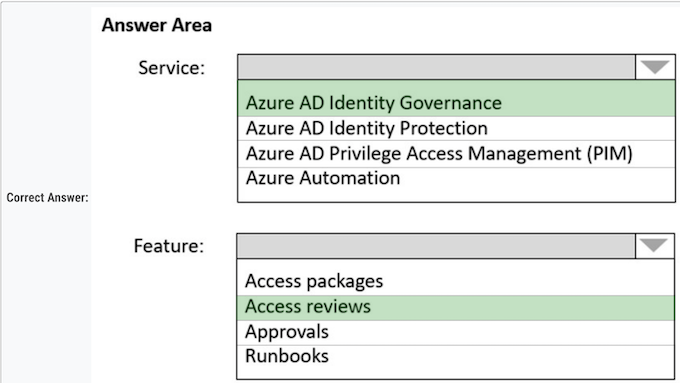 Answer Area
Service:
Azure AD Identity Governance
Azure AD Identity Protection
Azure AD Privilege Access Management (PIM)
Azure Automation
Correct Answer:
Feature:
Access packages
Access reviews
Approvals
Runbooks